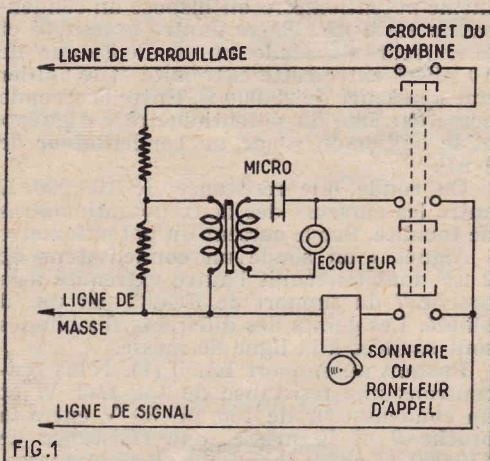 CROCHET DU
COMBINE
LIGNE DE VERROUILLAGE
MICRO
ECOUTEUR
LIGNE DE
MASSE
SONNERIE
OU
RONFLEUR
D'APPEL
LIGNE DE SIGNAL
FIG.1